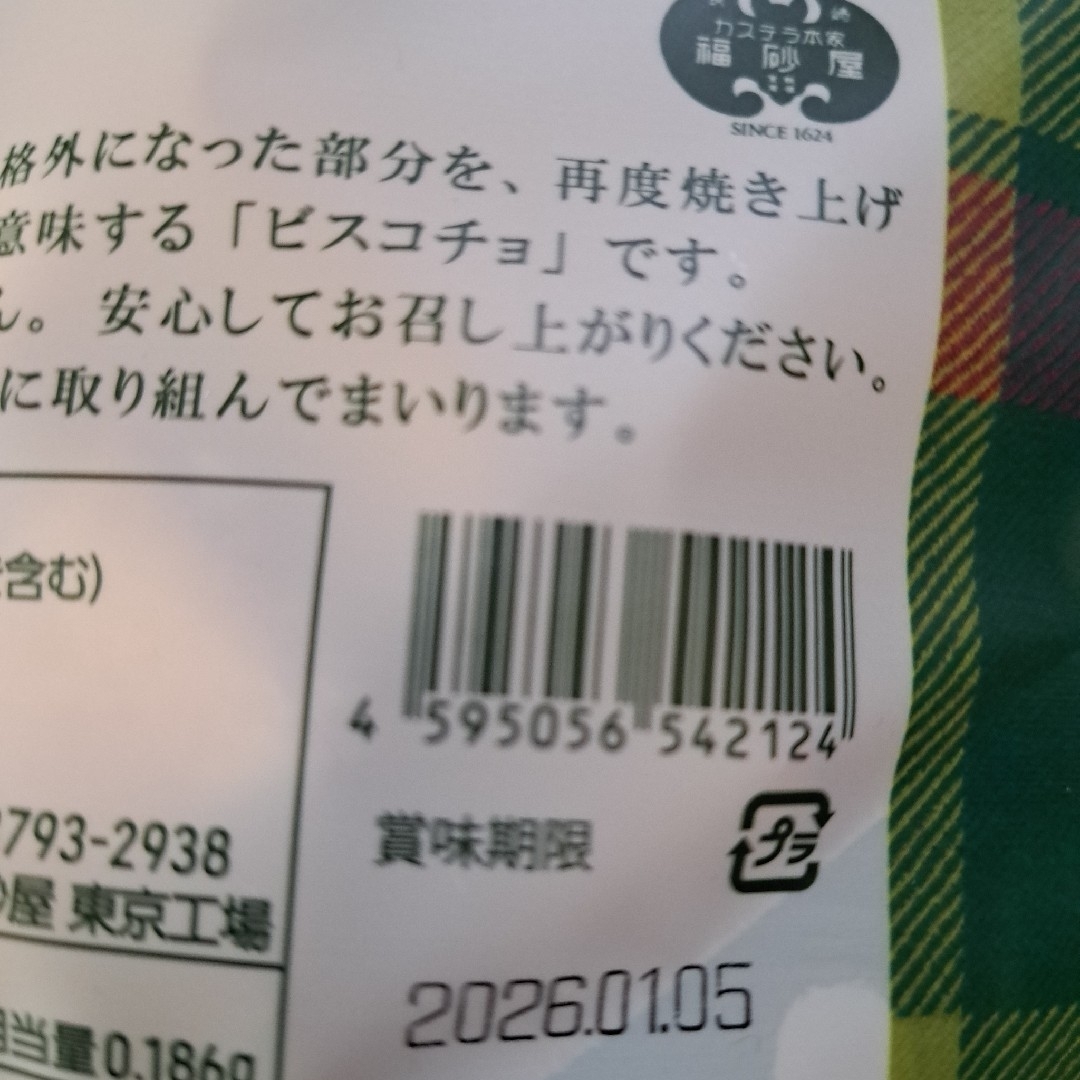 カステラ本家
福砂屋
SINCE 1624
格外になった部分を、再度焼き上げ
意味する「ビスコチョ」です。
ん。安心してお召し上がりください。
に取り組んでまいります。
含む)
4 595056 542124
793-2938
賞味期限
プラ
砂屋 東京工場
2026.01.05
当量0.186g